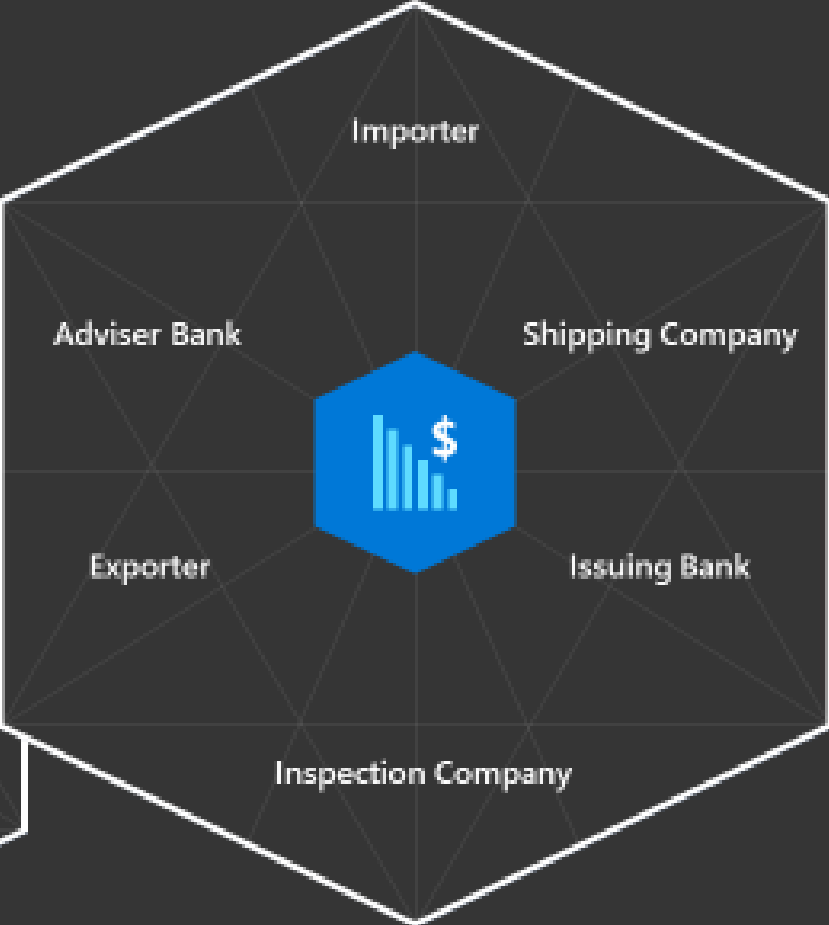 Importer
Adviser Bank
Shipping Company
$
Exporter
Issuing Bank
Inspection Company